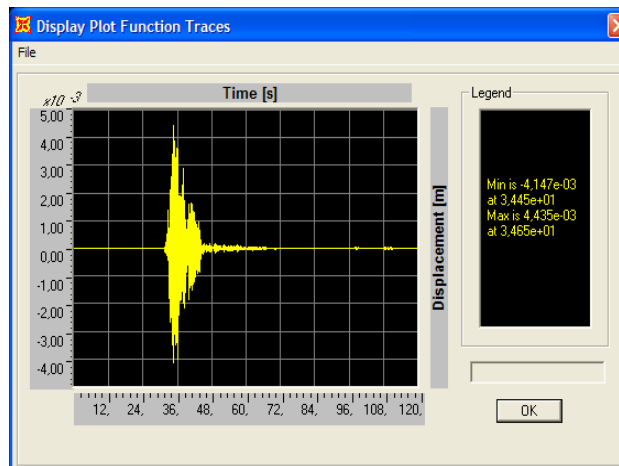 Display Plot Function Traces
File
x10 -3
Time [s]
Legend
5,00
4,00
3,00
2,00
1,00
0,00
-1,00
-2,00
-3,00
-4,00
Displacement [m]
Min is -4,147e-03
at 3,445e+01
Max is 4,435e-03
at 3,465e+01
12, 24, 36, 48, 60, 72, 84, 96, 108, 120,
OK